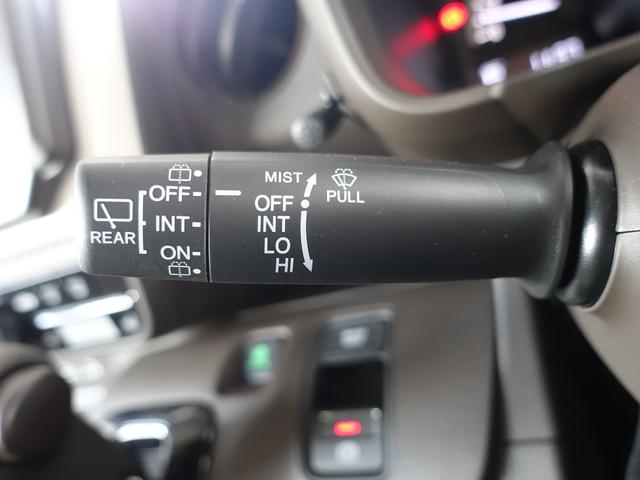 REAR
OFF
INT
ON
MIST
OFF
INT
LO
HI
PULL